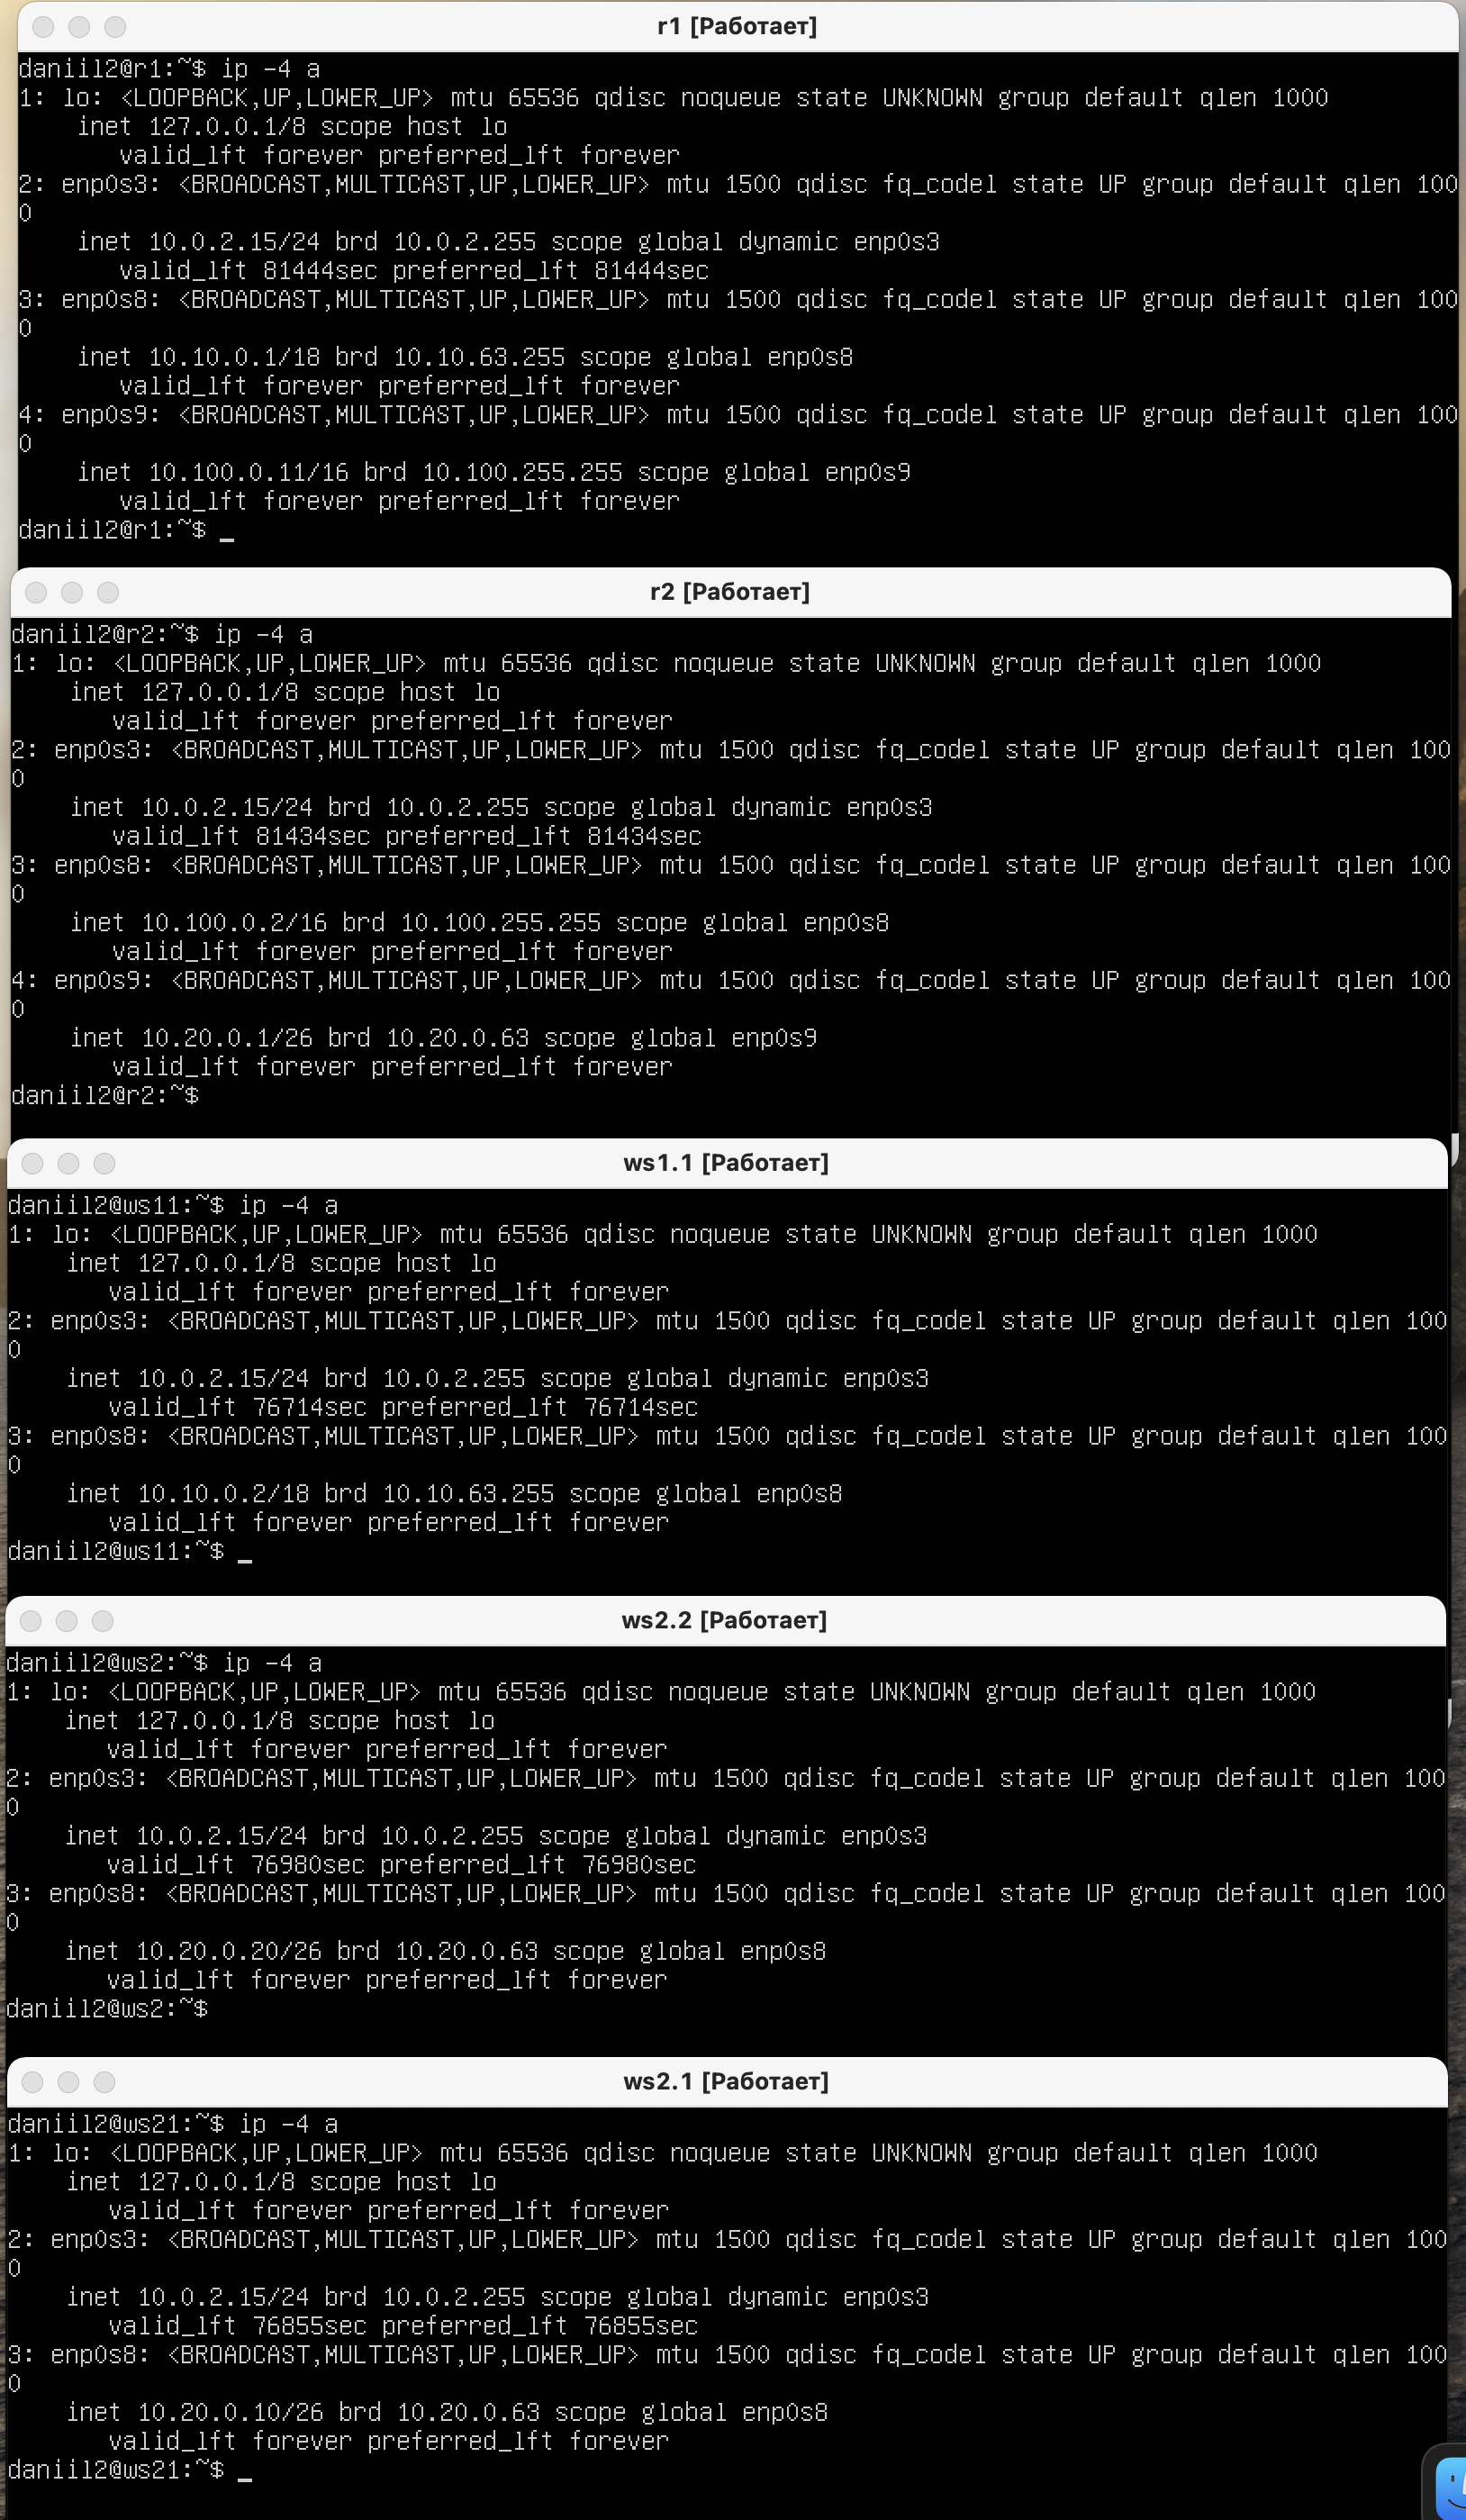 r1 [Работает]
daniil2@r1:~$ ip -4 a
1: lo: <LOOPBACK,UP,LOWER_UP> mtu 65536 qdisc noqueue state UNKNOWN group default qlen 1000
    inet 127.0.0.1/8 scope host lo
       valid_lft forever preferred_lft forever
2: enp0s3: <BROADCAST,MULTICAST,UP,LOWER_UP> mtu 1500 qdisc fq_codel state UP group default qlen 100
0
    inet 10.0.2.15/24 brd 10.0.2.255 scope global dynamic enp0s3
       valid_lft 81444sec preferred_lft 81444sec
3: enp0s8: <BROADCAST,MULTICAST,UP,LOWER_UP> mtu 1500 qdisc fq_codel state UP group default qlen 100
0
    inet 10.10.0.1/18 brd 10.10.63.255 scope global enp0s8
       valid_lft forever preferred_lft forever
4: enp0s9: <BROADCAST,MULTICAST,UP,LOWER_UP> mtu 1500 qdisc fq_codel state UP group default qlen 100
0
    inet 10.100.0.11/16 brd 10.100.255.255 scope global enp0s9
       valid_lft forever preferred_lft forever
daniil2@r1:~$ _
r2 [Работает]
daniil2@r2:~$ ip -4 a
1: lo: <LOOPBACK,UP,LOWER_UP> mtu 65536 qdisc noqueue state UNKNOWN group default qlen 1000
    inet 127.0.0.1/8 scope host lo
       valid_lft forever preferred_lft forever
2: enp0s3: <BROADCAST,MULTICAST,UP,LOWER_UP> mtu 1500 qdisc fq_codel state UP group default qlen 100
0
    inet 10.0.2.15/24 brd 10.0.2.255 scope global dynamic enp0s3
       valid_lft 81434sec preferred_lft 81434sec
3: enp0s8: <BROADCAST,MULTICAST,UP,LOWER_UP> mtu 1500 qdisc fq_codel state UP group default qlen 100
0
    inet 10.100.0.2/16 brd 10.100.255.255 scope global enp0s8
       valid_lft forever preferred_lft forever
4: enp0s9: <BROADCAST,MULTICAST,UP,LOWER_UP> mtu 1500 qdisc fq_codel state UP group default qlen 100
0
    inet 10.20.0.1/26 brd 10.20.0.63 scope global enp0s9
       valid_lft forever preferred_lft forever
daniil2@r2:~$
ws1.1 [Работает]
daniil2@ws11:~$ ip -4 a
1: lo: <LOOPBACK,UP,LOWER_UP> mtu 65536 qdisc noqueue state UNKNOWN group default qlen 1000
    inet 127.0.0.1/8 scope host lo
       valid_lft forever preferred_lft forever
2: enp0s3: <BROADCAST,MULTICAST,UP,LOWER_UP> mtu 1500 qdisc fq_codel state UP group default qlen 100
0
    inet 10.0.2.15/24 brd 10.0.2.255 scope global dynamic enp0s3
       valid_lft 76714sec preferred_lft 76714sec
3: enp0s8: <BROADCAST,MULTICAST,UP,LOWER_UP> mtu 1500 qdisc fq_codel state UP group default qlen 100
0
    inet 10.10.0.2/18 brd 10.10.63.255 scope global enp0s8
       valid_lft forever preferred_lft forever
daniil2@ws11:~$ _
ws2.2 [Работает]
daniil2@ws2:~$ ip -4 a
1: lo: <LOOPBACK,UP,LOWER_UP> mtu 65536 qdisc noqueue state UNKNOWN group default qlen 1000
    inet 127.0.0.1/8 scope host lo
       valid_lft forever preferred_lft forever
2: enp0s3: <BROADCAST,MULTICAST,UP,LOWER_UP> mtu 1500 qdisc fq_codel state UP group default qlen 100
0
    inet 10.0.2.15/24 brd 10.0.2.255 scope global dynamic enp0s3
       valid_lft 76980sec preferred_lft 76980sec
3: enp0s8: <BROADCAST,MULTICAST,UP,LOWER_UP> mtu 1500 qdisc fq_codel state UP group default qlen 100
0
    inet 10.20.0.20/26 brd 10.20.0.63 scope global enp0s8
       valid_lft forever preferred_lft forever
daniil2@ws2:~$
ws2.1 [Работает]
daniil2@ws21:~$ ip -4 a
1: lo: <LOOPBACK,UP,LOWER_UP> mtu 65536 qdisc noqueue state UNKNOWN group default qlen 1000
    inet 127.0.0.1/8 scope host lo
       valid_lft forever preferred_lft forever
2: enp0s3: <BROADCAST,MULTICAST,UP,LOWER_UP> mtu 1500 qdisc fq_codel state UP group default qlen 100
0
    inet 10.0.2.15/24 brd 10.0.2.255 scope global dynamic enp0s3
       valid_lft 76855sec preferred_lft 76855sec
3: enp0s8: <BROADCAST,MULTICAST,UP,LOWER_UP> mtu 1500 qdisc fq_codel state UP group default qlen 100
0
    inet 10.20.0.10/26 brd 10.20.0.63 scope global enp0s8
       valid_lft forever preferred_lft forever
daniil2@ws21:~$ _